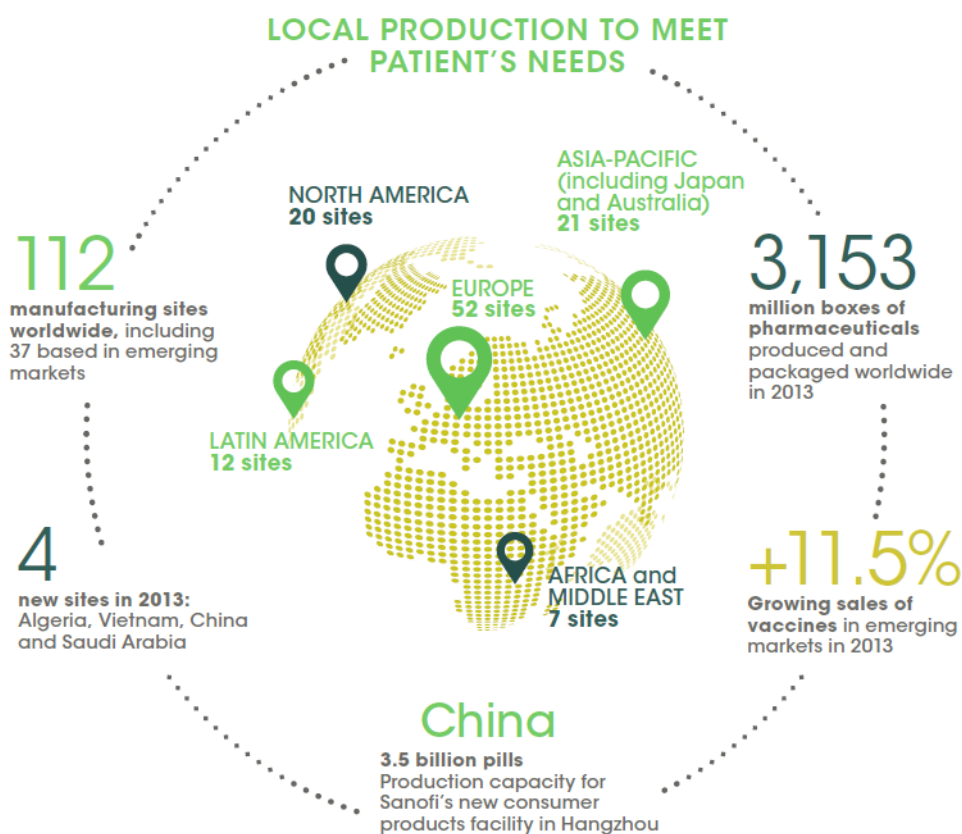 LOCAL PRODUCTION TO MEET
PATIENT'S NEEDS
NORTH AMERICA
20 sites
ASIA-PACIFIC
(including Japan
and Australia)
21 sites
EUROPE
52 sites
LATIN AMERICA
12 sites
AFRICA and
MIDDLE EAST
7 sites
112
manufacturing sites
worldwide, including
37 based in emerging
markets
3,153
million boxes of
pharmaceuticals
produced and
packaged worldwide
in 2013
4
new sites in 2013:
Algeria, Vietnam, China
and Saudi Arabia
+11.5%
Growing sales of
vaccines in emerging
markets in 2013
China
3.5 billion pills
Production capacity for
Sanofi's new consumer
products facility in Hangzhou